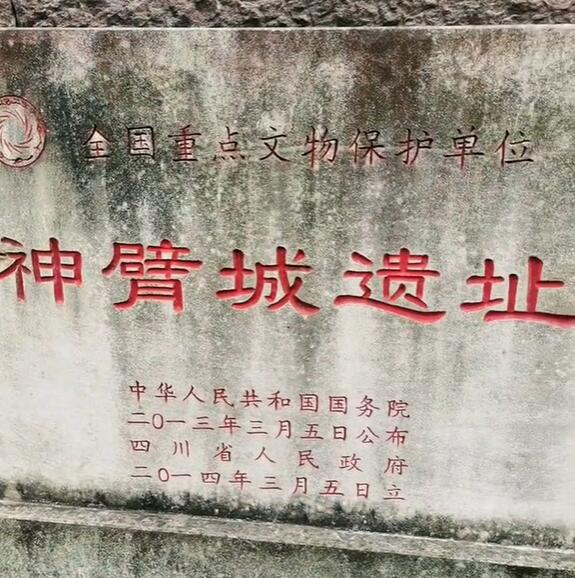 全国重点文物保护单位
神臂城遗址
中华人民共和国国务院
二〇一三年三月五日公布
四川省人民政府
二〇一四年三月五日立